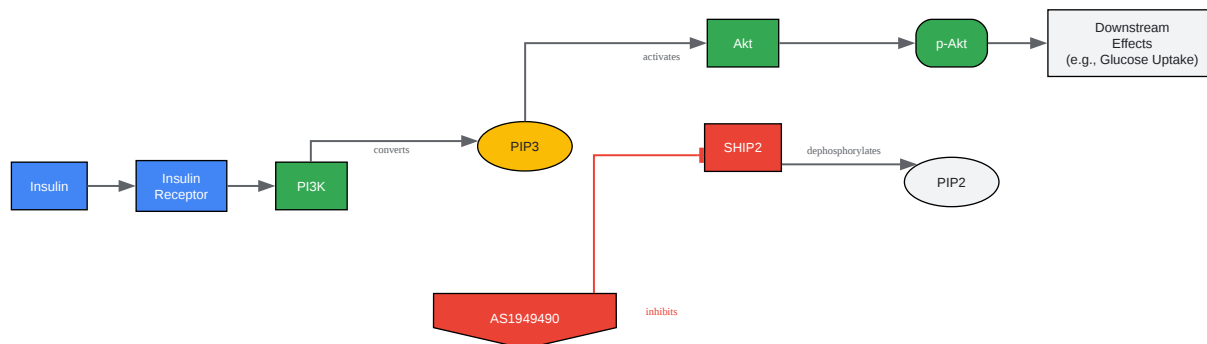 Downstream
Effects
(e.g., Glucose Uptake)
Akt
p-Akt
activates
PIP3
SHIP2
converts
dephosphorylates
Insulin
Insulin
Receptor
PI3K
PIP2
AS1949490
inhibits